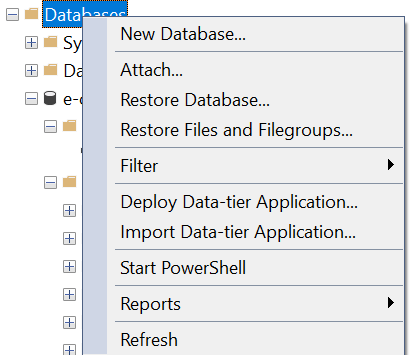 Databases
New Database...
Attach...
Restore Database...
Restore Files and Filegroups...
Filter
Deploy Data-tier Application...
Import Data-tier Application...
Start PowerShell
Reports
Refresh